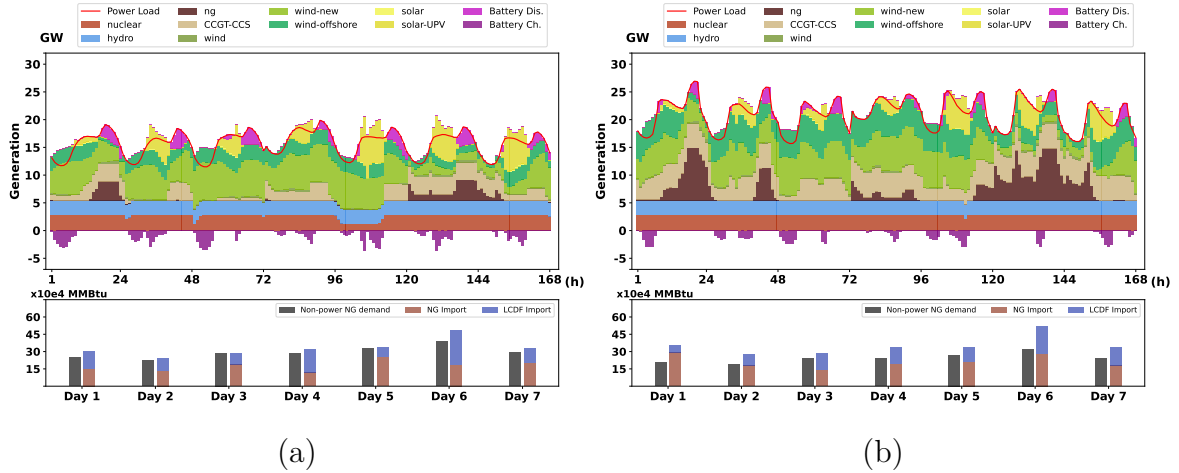 Power Load ng wind-new solar Battery Dis.
nuclear CCGT-CCS wind-offshore solar-UPV Battery Ch.
hydro wind
GW
30
25
20
15
10
5
0
-5
Generation
1 24 48 72 96 120 144 168 (h)
x10e4 MMBtu
Non-power NG demand NG Import LCDF Import
60
45
30
15
Day 1 Day 2 Day 3 Day 4 Day 5 Day 6 Day 7
(a)
Power Load ng wind-new solar Battery Dis.
nuclear CCGT-CCS wind-offshore solar-UPV Battery Ch.
hydro wind
GW
30
25
20
15
10
5
0
-5
Generation
1 24 48 72 96 120 144 168 (h)
x10e4 MMBtu
Non-power NG demand NG Import LCDF Import
60
45
30
15
Day 1 Day 2 Day 3 Day 4 Day 5 Day 6 Day 7
(b)